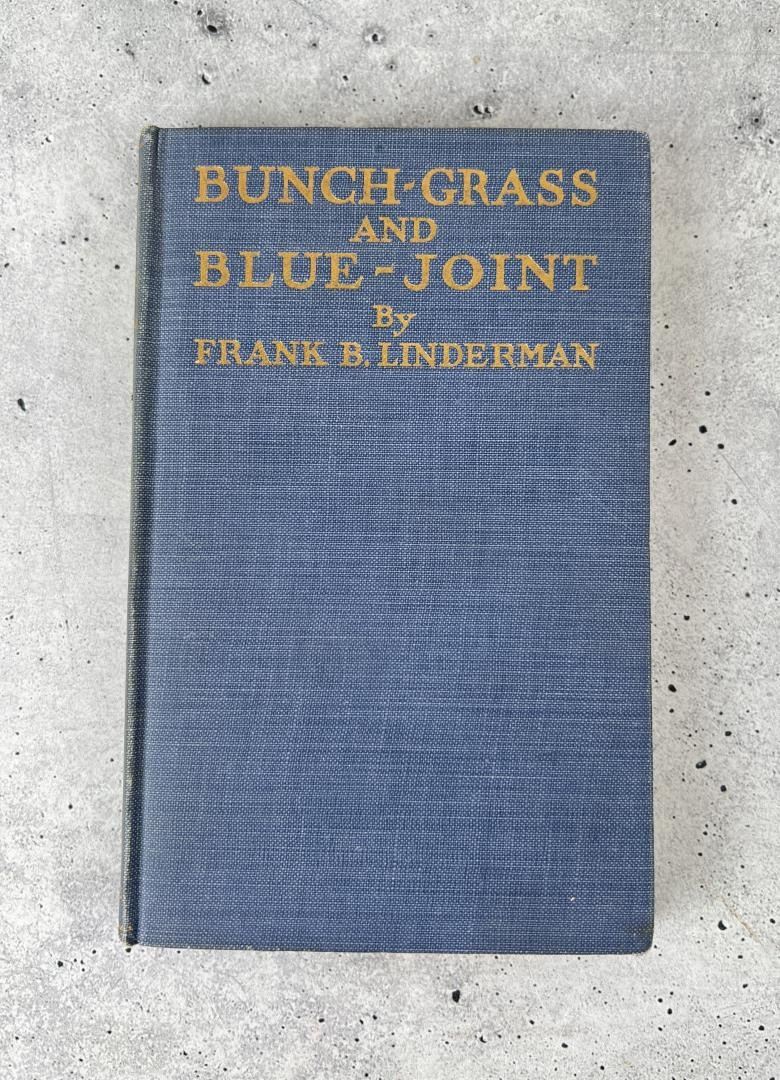 BUNCH-GRASS
AND
BLUE-JOINT
By
FRANK B. LINDERMAN